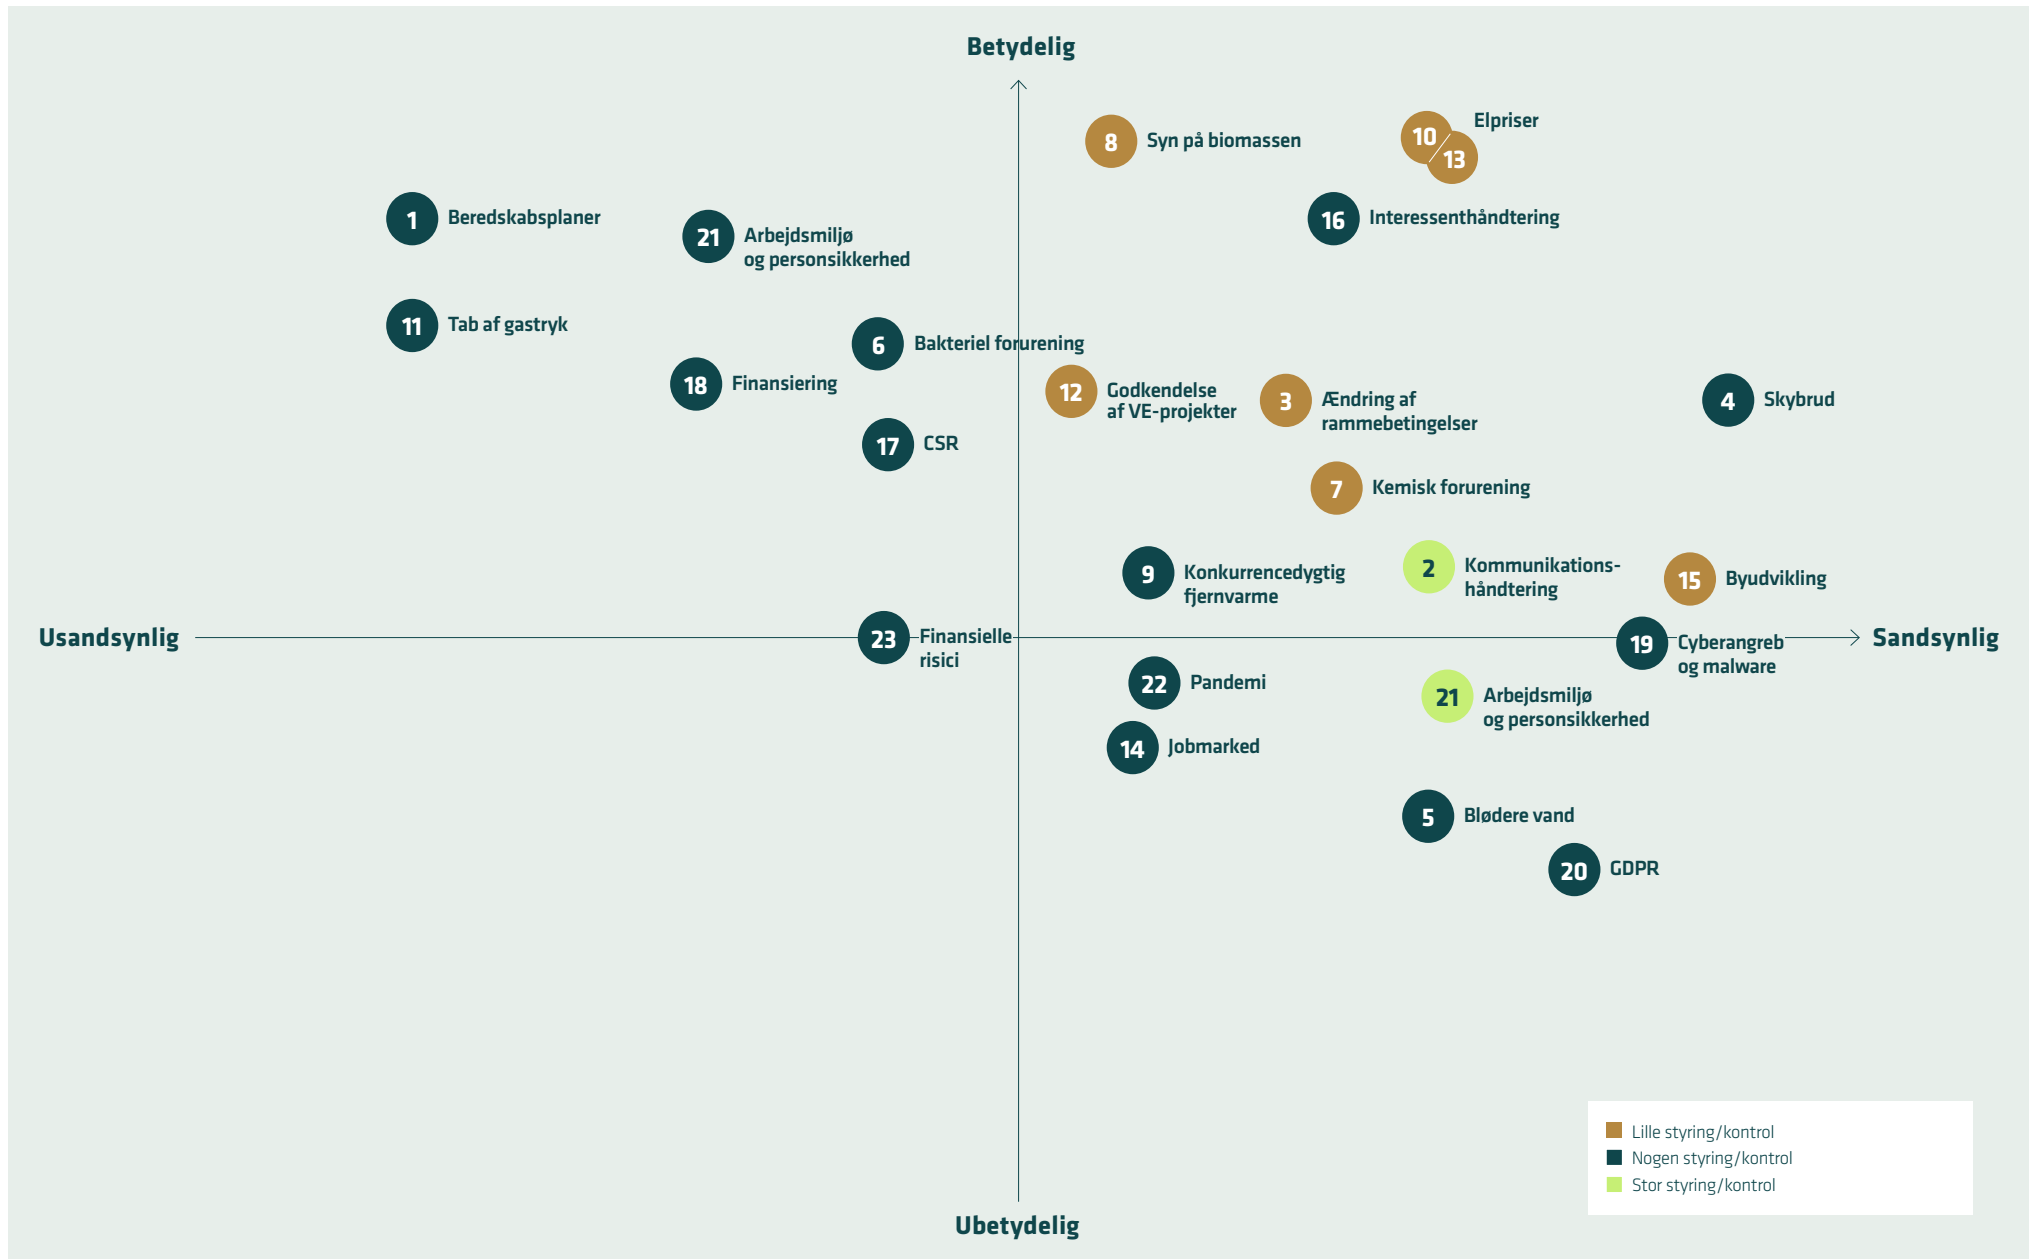 Betydelig
10
Elpriser
8
Syn på biomassen
13
1
Beredskabsplaner
16
Interessenthåndtering
21
Arbejdsmiljø
og personsikkerhed
11
Tab af gastryk
6
Bakteriel forurening
18
Finansiering
12
Godkendelse
af VE-projekter
3
Ændring af
rammebetingelser
4
Skybrud
17
CSR
7
Kemisk forurening
9
Konkurrencedygtig
fjernvarme
2
Kommunikations-
håndtering
15
Byudvikling
Usandsynlig
23
Finansielle
risici
19
Cyberangreb
og malware
Sandsynlig
22
Pandemi
21
Arbejdsmiljø
og personsikkerhed
14
Jobmarked
5
Blødere vand
20
GDPR
Lille styring/kontrol
Nogen styring/kontrol
Stor styring/kontrol
Ubetydelig